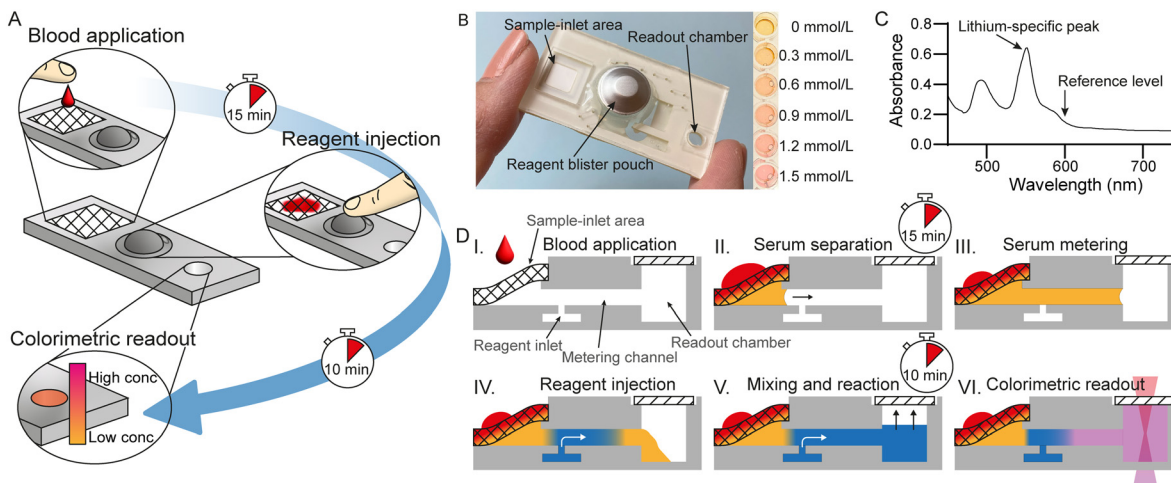 A
Blood application
15 min
Reagent injection
Colorimetric readout
High conc
Low conc
10 min
B
Sample-inlet area
Readout chamber
Reagent blister pouch
0 mmol/L
0.3 mmol/L
0.6 mmol/L
0.9 mmol/L
1.2 mmol/L
1.5 mmol/L
C
Lithium-specific peak
Reference level
Absorbance
0.8
0.6
0.4
0.2
0.0
500
600
700
Wavelength (nm)
D
Sample-inlet area
I. Blood application
Reagent inlet
Metering channel
Readout chamber
II. Serum separation
15 min
III. Serum metering
IV. Reagent injection
V. Mixing and reaction
10 min
VI. Colorimetric readout